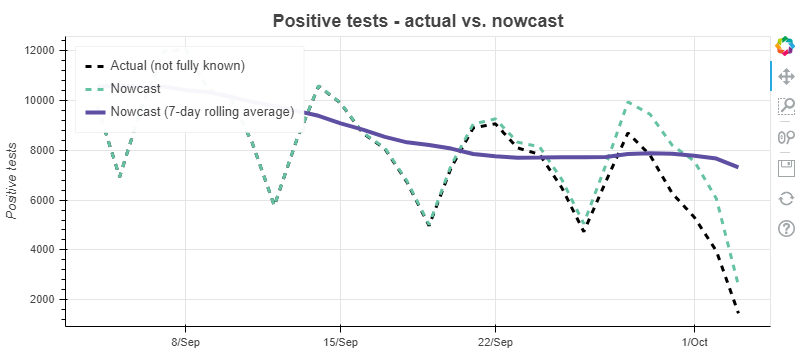 Positive tests - actual vs. nowcast
Actual (not fully known)
Nowcast
Nowcast (7-day rolling average)
Positive tests
12000
10000
8000
6000
4000
2000
8/Sep
15/Sep
22/Sep
1/Oct